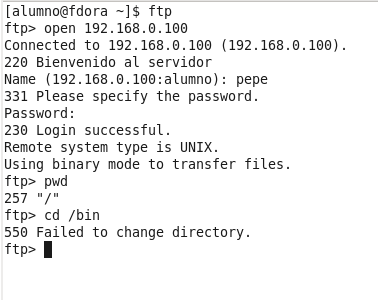 [alumno@fdora ~]$ ftp
ftp> open 192.168.0.100
Connected to 192.168.0.100 (192.168.0.100).
220 Bienvenido al servidor
Name (192.168.0.100:alumno): pepe
331 Please specify the password.
Password:
230 Login successful.
Remote system type is UNIX.
Using binary mode to transfer files.
ftp> pwd
257 "/"
ftp> cd /bin
550 Failed to change directory.
ftp>